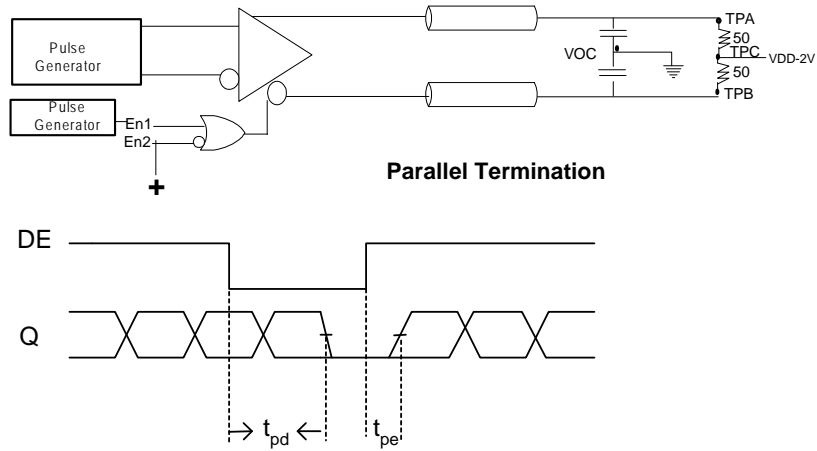 TPA
Pulse
Generator
50
VOC
TPC
VDD-2V
50
TPB
Pulse
Generator
En1
En2
+
Parallel Termination
DE
Q
tpd
tpe